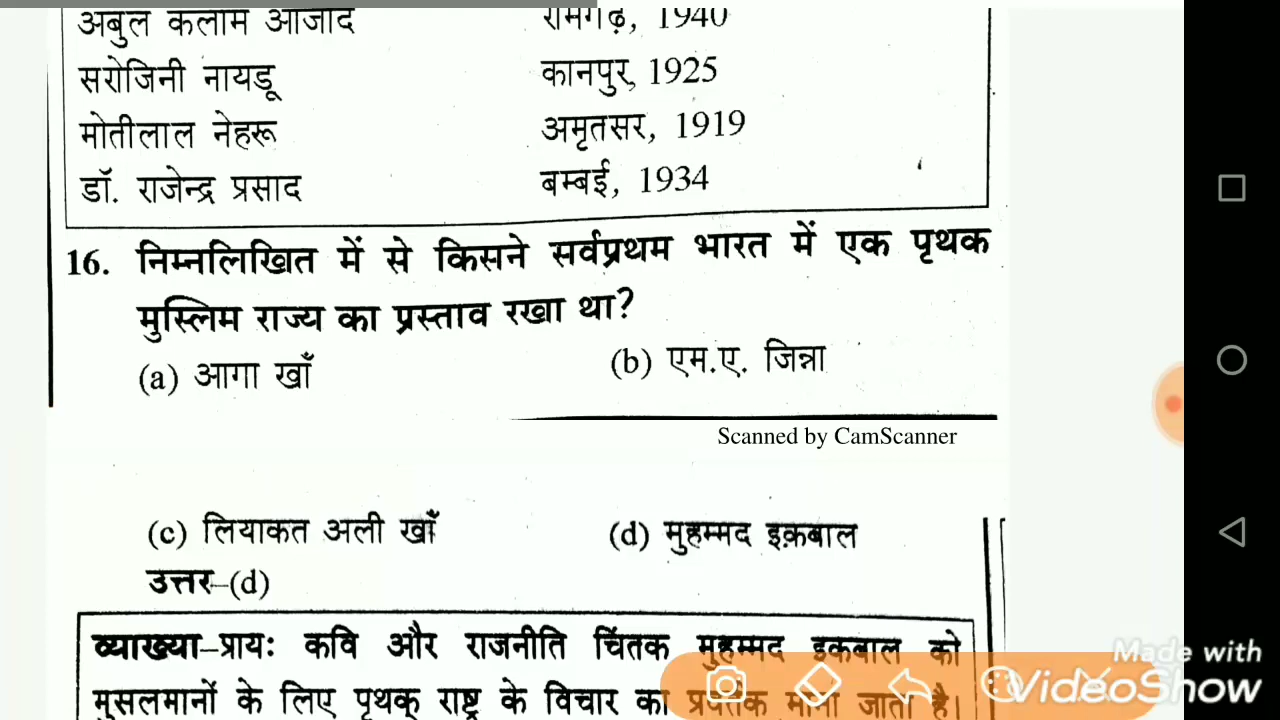 अबुल कलाम आजाद रामगढ़, 1940
सरोजिनी नायडू कानपुर, 1925
मोतीलाल नेहरू अमृतसर, 1919
डॉ. राजेन्द्र प्रसाद बम्बई, 1934
16. निम्नलिखित में से किसने सर्वप्रथम भारत में एक पृथक
मुस्लिम राज्य का प्रस्ताव रखा था?
(a) आगा खाँ (b) एम.ए. जिन्ना
Scanned by CamScanner
(c) लियाकत अली खाँ (d) मुहम्मद इक़बाल
उत्तर–(d)
व्याख्या–प्रायः कवि और राजनीति चिंतक मुहम्मद इकबाल को
मुसलमानों के लिए पृथक् राष्ट्र के विचार का प्रवर्तक माना जाता है।
Made with
VideoShow